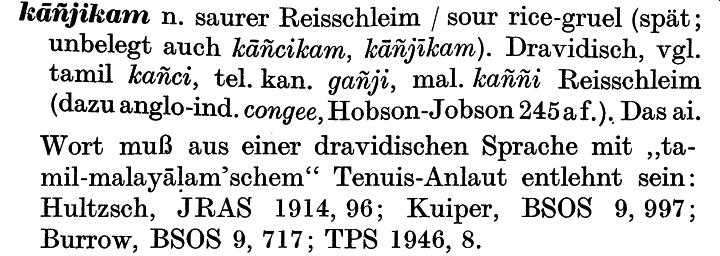 kāñjikam n. saurer Reisschleim / sour rice-gruel (spät;
unbelegt auch kāñcikam, kāñjīkam). Dravidisch, vgl.
tamil kañci, tel. kan. gañji, mal. kaññi Reisschleim
(dazu anglo-ind. congee, Hobson-Jobson 245 a f.). Das ai.
Wort muß aus einer dravidischen Sprache mit „ta-
mil-malayāḷam’schem“ Tenuis-Anlaut entlehnt sein:
Hultzsch, JRAS 1914, 96; Kuiper, BSOS 9, 997;
Burrow, BSOS 9, 717; TPS 1946, 8.